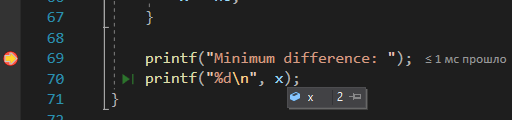 67 }
68
69 printf("Minimum difference: "); ≤ 1 мс прошло
70 printf("%d\n", x);
x 2
71 }